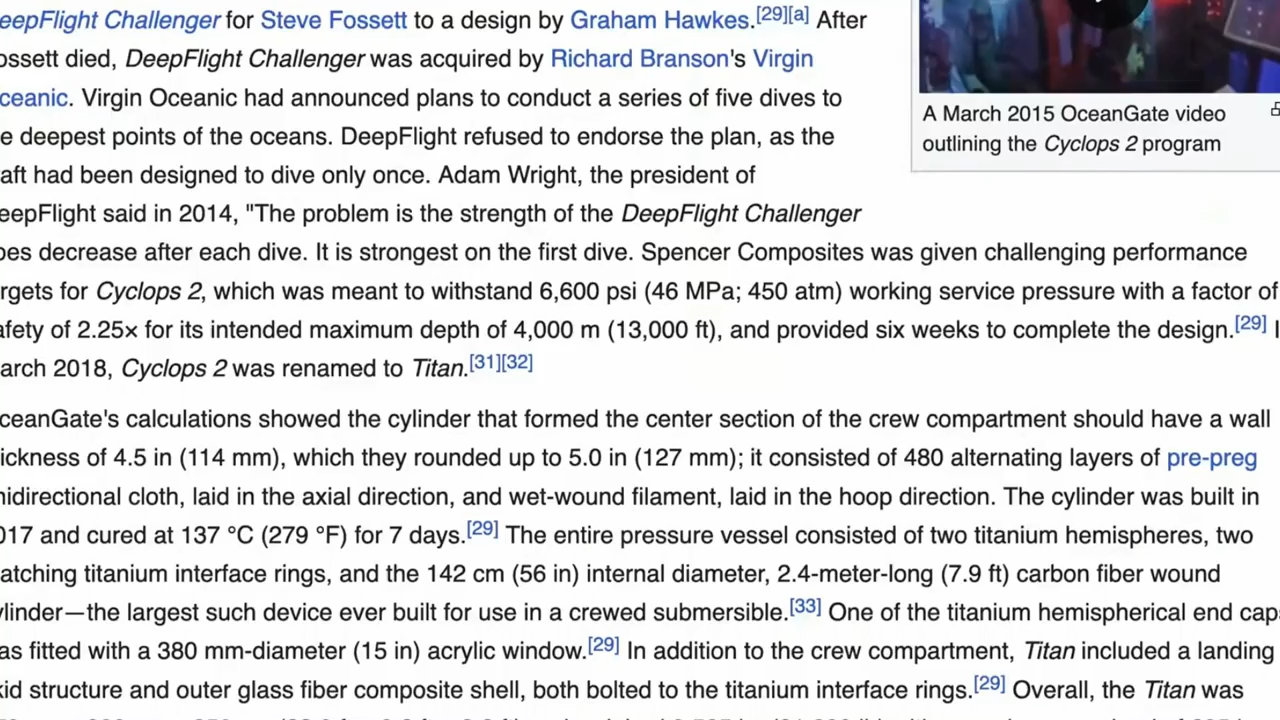 eepFlight Challenger for Steve Fossett to a design by Graham Hawkes.[29][a] After
ossett died, DeepFlight Challenger was acquired by Richard Branson's Virgin
ceanic. Virgin Oceanic had announced plans to conduct a series of five dives to
e deepest points of the oceans. DeepFlight refused to endorse the plan, as the
aft had been designed to dive only once. Adam Wright, the president of
eepFlight said in 2014, "The problem is the strength of the DeepFlight Challenger
oes decrease after each dive. It is strongest on the first dive. Spencer Composites was given challenging performance
rgets for Cyclops 2, which was meant to withstand 6,600 psi (46 MPa; 450 atm) working service pressure with a factor of
afety of 2.25× for its intended maximum depth of 4,000 m (13,000 ft), and provided six weeks to complete the design.[29] I
arch 2018, Cyclops 2 was renamed to Titan.[31][32]
ceanGate's calculations showed the cylinder that formed the center section of the crew compartment should have a wall
ickness of 4.5 in (114 mm), which they rounded up to 5.0 in (127 mm); it consisted of 480 alternating layers of pre-preg
nidirectional cloth, laid in the axial direction, and wet-wound filament, laid in the hoop direction. The cylinder was built in
017 and cured at 137 °C (279 °F) for 7 days.[29] The entire pressure vessel consisted of two titanium hemispheres, two
atching titanium interface rings, and the 142 cm (56 in) internal diameter, 2.4-meter-long (7.9 ft) carbon fiber wound
ylinder—the largest such device ever built for use in a crewed submersible.[33] One of the titanium hemispherical end cap
as fitted with a 380 mm-diameter (15 in) acrylic window.[29] In addition to the crew compartment, Titan included a landing
kid structure and outer glass fiber composite shell, both bolted to the titanium interface rings.[29] Overall, the Titan was
A March 2015 OceanGate video
outlining the Cyclops 2 program